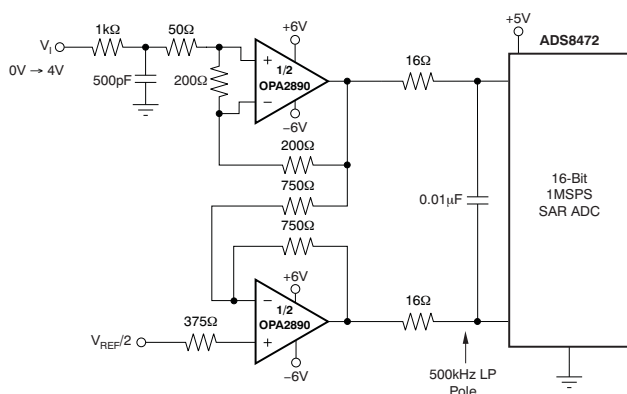 +5V
ADS8472
1kΩ
50Ω
+6V
V_I
0V → 4V
500pF
200Ω
+
1/2
OPA2890
−
−6V
16Ω
200Ω
750Ω
750Ω
0.01μF
16-Bit
1MSPS
SAR ADC
+6V
−
1/2
OPA2890
+
−6V
V_REF/2
375Ω
16Ω
500kHz LP
Pole